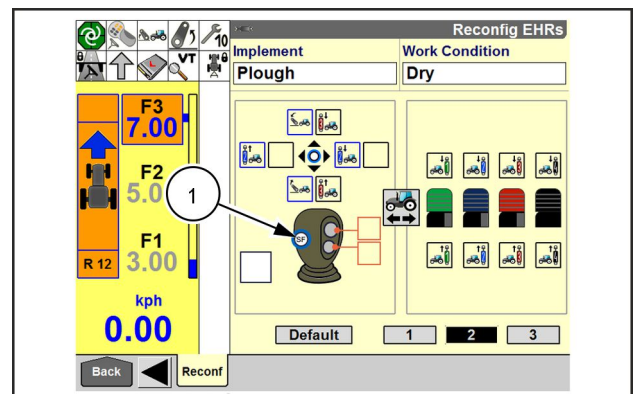 VT
10
Reconfig EHRs
Implement
Work Condition
Plough
Dry
F3
7.00
F2
5.0
1
F1
3.00
R 12
kph
0.00
SF
Default
1
2
3
Back
Reconf